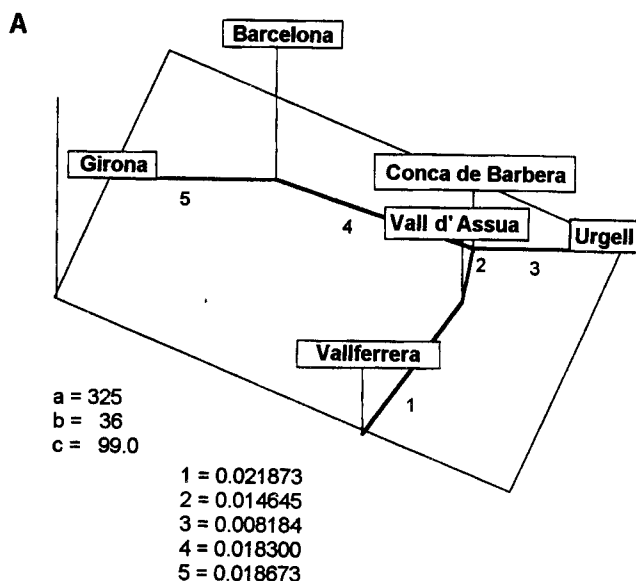 A
Barcelona
Girona
Conca de Barbera
5
4
Vall d'Assua
Urgell
2
3
Vallferrera
1
a = 325
b = 36
c = 99.0
1 = 0.021873
2 = 0.014645
3 = 0.008184
4 = 0.018300
5 = 0.018673